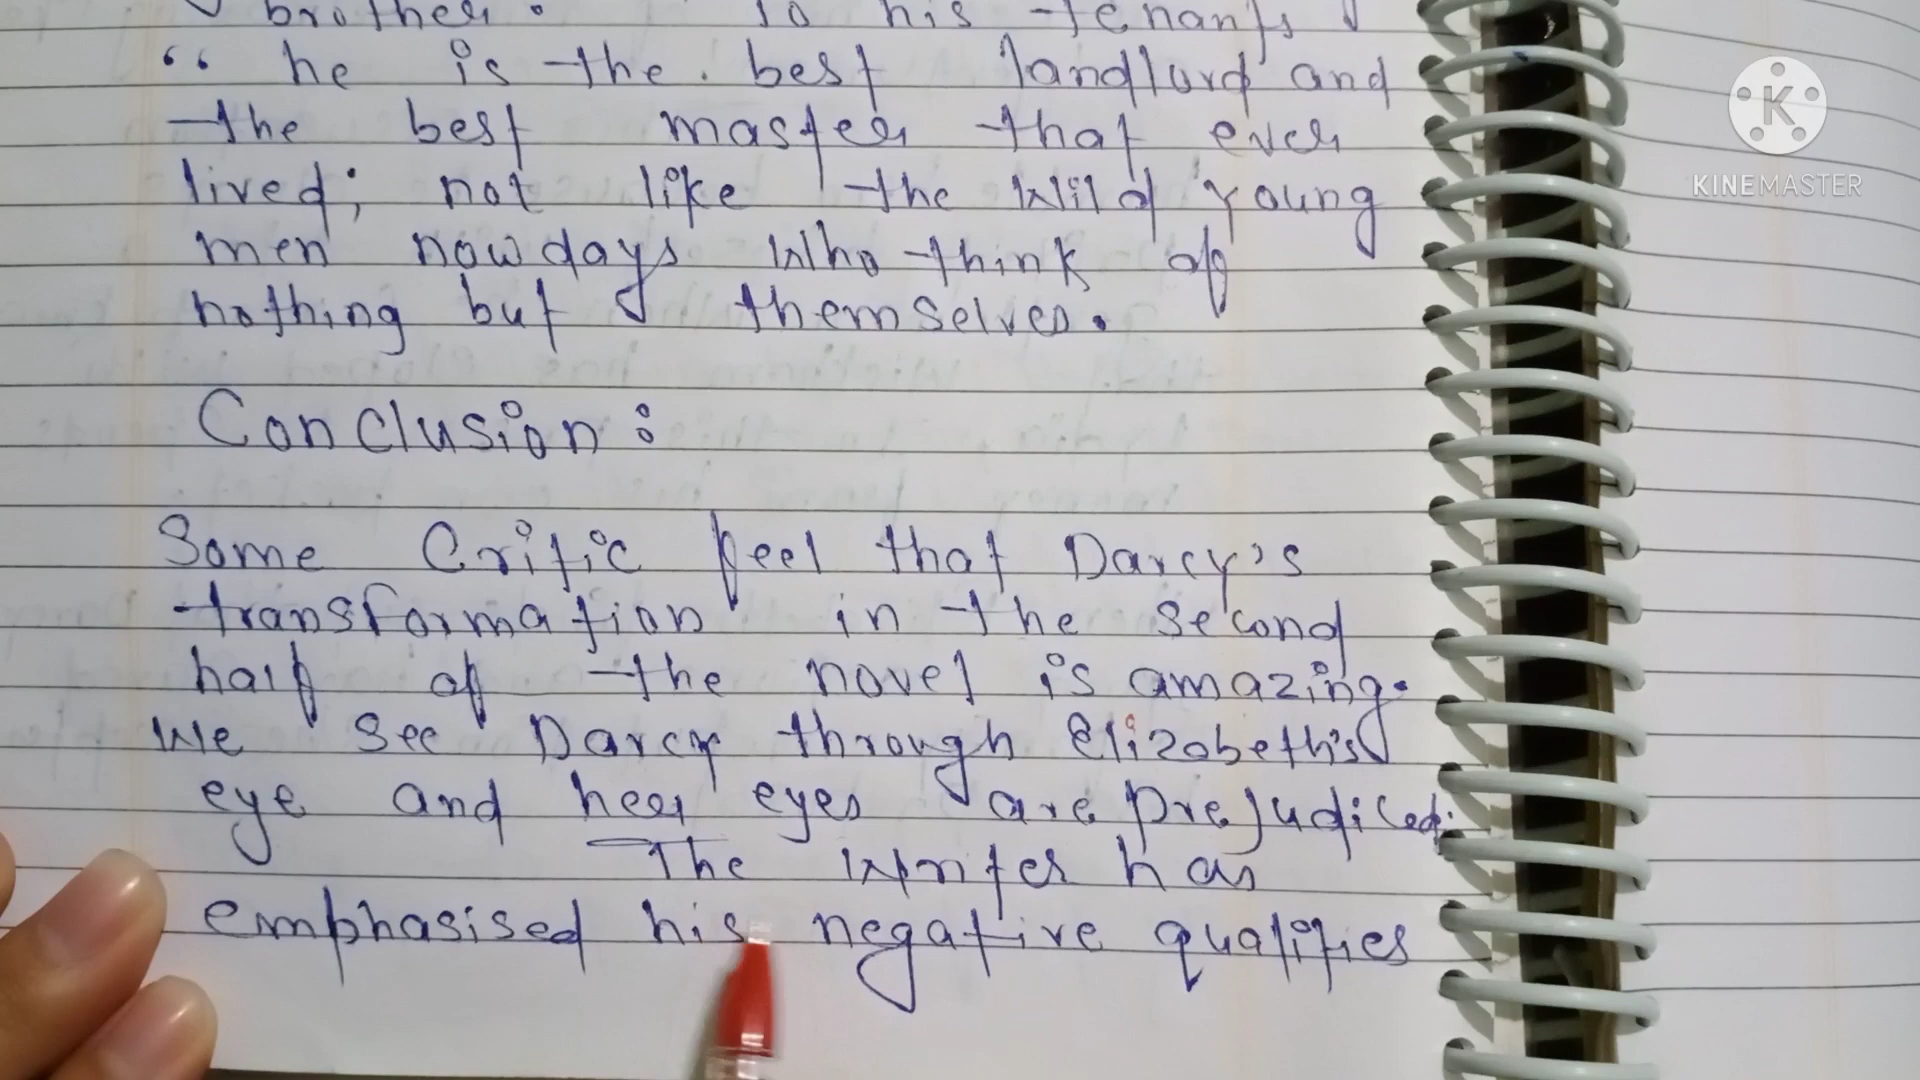 brother. To his tenants
“ he is the. best landlord and
the best master that ever
lived; not like the wild young
men nowdays who think of
nothing but themselves.
Conclusion:
Some Critic feel that Darcy's
transformation in the second
half of the novel is amazing.
We see Darcy through Elizabeth's
eye and her eyes are prejudiced.
The writer has
emphasised his negative qualities
K
KINEMASTER